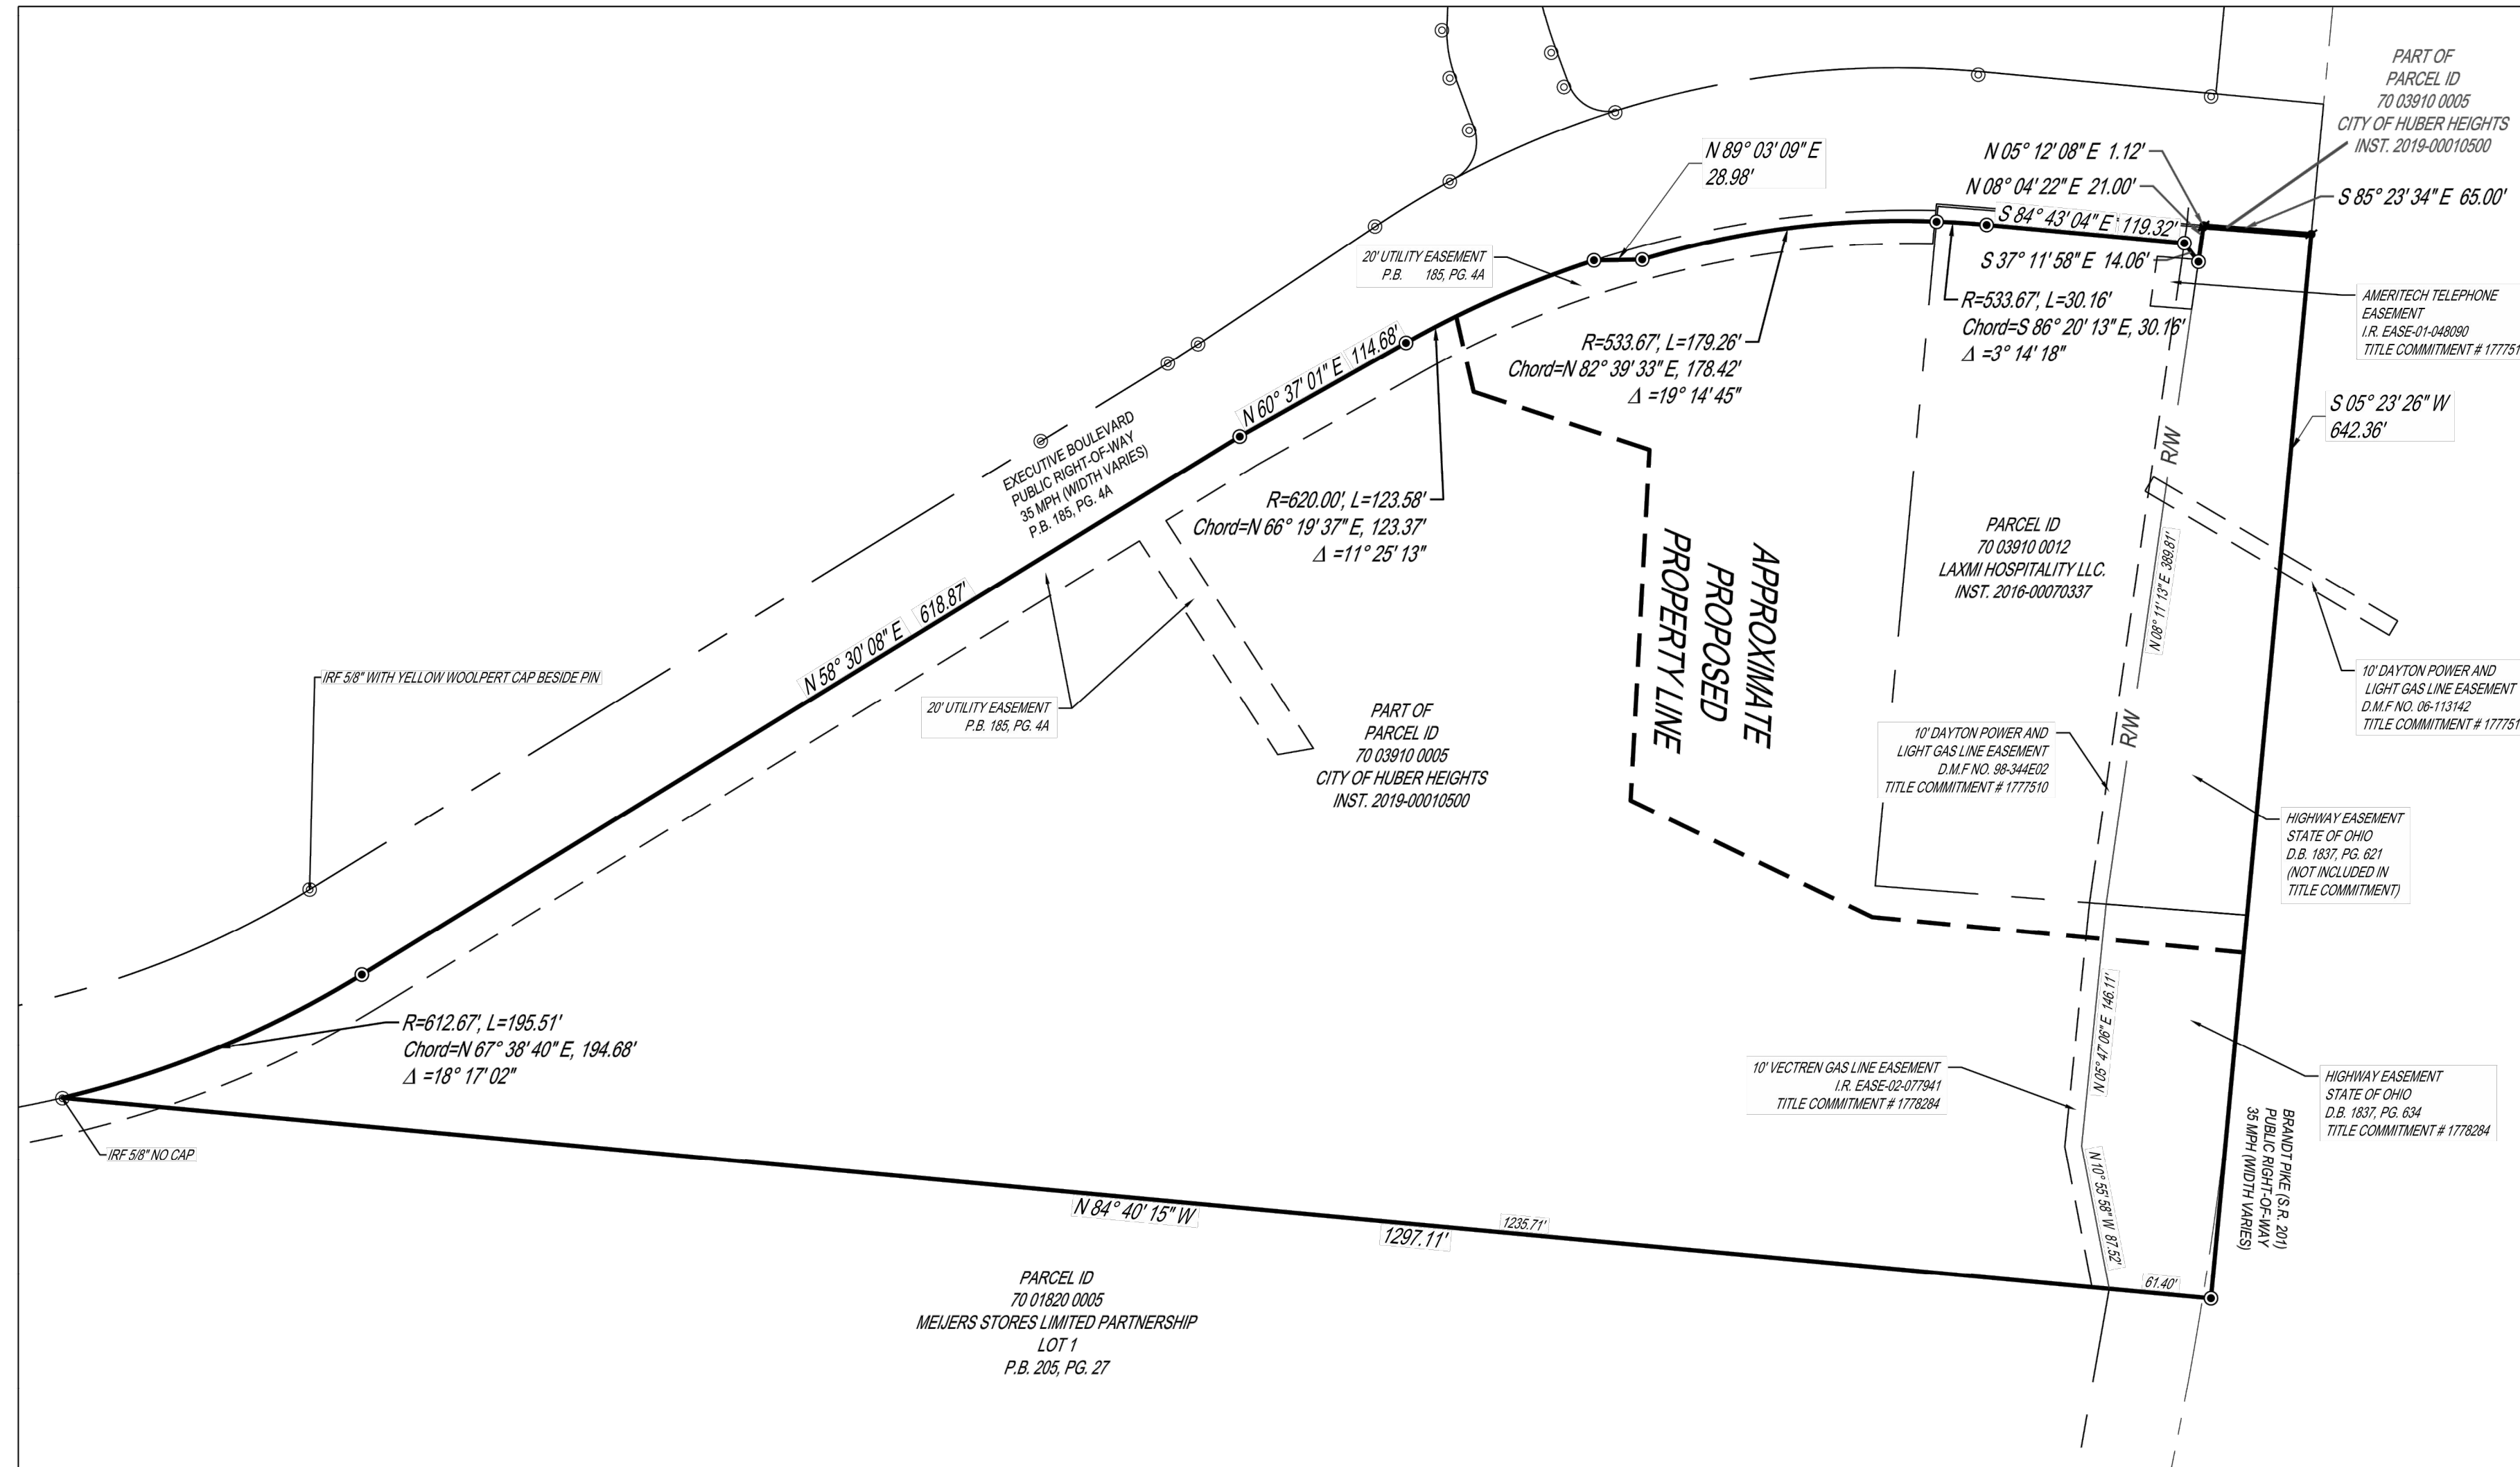 PART OF
PARCEL ID
70 03910 0005
CITY OF HUBER HEIGHTS
INST. 2019-00010500
N 89° 03' 09" E
28.98'
N 05° 12' 08" E 1.12'
N 08° 04' 22" E 21.00'
S 85° 23' 34" E 65.00'
S 84° 43' 04" E 119.32'
S 37° 11' 58" E 14.06'
20' UTILITY EASEMENT
P.B. 185, PG. 4A
R=533.67', L=30.16'
Chord=S 86° 20' 13" E, 30.16'
Δ =3° 14' 18"
AMERITECH TELEPHONE
EASEMENT
I.R. EASE-01-048090
TITLE COMMITMENT # 177751
R=533.67', L=179.26'
Chord=N 82° 39' 33" E, 178.42'
Δ =19° 14' 45"
N 60° 37' 01" E 114.68'
S 05° 23' 26" W
642.36'
EXECUTIVE BOULEVARD
PUBLIC RIGHT-OF-WAY
35 MPH (WIDTH VARIES)
P.B. 185, PG. 4A
R/W
R=620.00', L=123.58'
Chord=N 66° 19' 37" E, 123.37'
Δ =11° 25' 13"
APPROXIMATE
PROPOSED
PROPERTY LINE
PARCEL ID
70 03910 0012
LAXMI HOSPITALITY LLC.
INST. 2016-00070337
N 08° 11' 13" E 389.81'
N 58° 30' 08" E 618.87'
IRF 5/8" WITH YELLOW WOOLPERT CAP BESIDE PIN
20' UTILITY EASEMENT
P.B. 185, PG. 4A
PART OF
PARCEL ID
70 03910 0005
CITY OF HUBER HEIGHTS
INST. 2019-00010500
10' DAYTON POWER AND
LIGHT GAS LINE EASEMENT
D.M.F NO. 06-113142
TITLE COMMITMENT # 177751
10' DAYTON POWER AND
LIGHT GAS LINE EASEMENT
D.M.F NO. 98-344E02
TITLE COMMITMENT # 1777510
R/W
HIGHWAY EASEMENT
STATE OF OHIO
D.B. 1837, PG. 621
(NOT INCLUDED IN
TITLE COMMITMENT)
R=612.67', L=195.51'
Chord=N 67° 38' 40" E, 194.68'
Δ =18° 17' 02"
N 05° 47' 06" E 146.11'
10' VECTREN GAS LINE EASEMENT
I.R. EASE-02-077941
TITLE COMMITMENT # 1778284
HIGHWAY EASEMENT
STATE OF OHIO
D.B. 1837, PG. 634
TITLE COMMITMENT # 1778284
BRANDT PIKE (S.R. 201)
PUBLIC RIGHT-OF-WAY
35 MPH (WIDTH VARIES)
IRF 5/8" NO CAP
N 10° 55' 58" W 87.52'
N 84° 40' 15" W
1297.11'
1235.71'
61.40'
PARCEL ID
70 01820 0005
MEIJERS STORES LIMITED PARTNERSHIP
LOT 1
P.B. 205, PG. 27